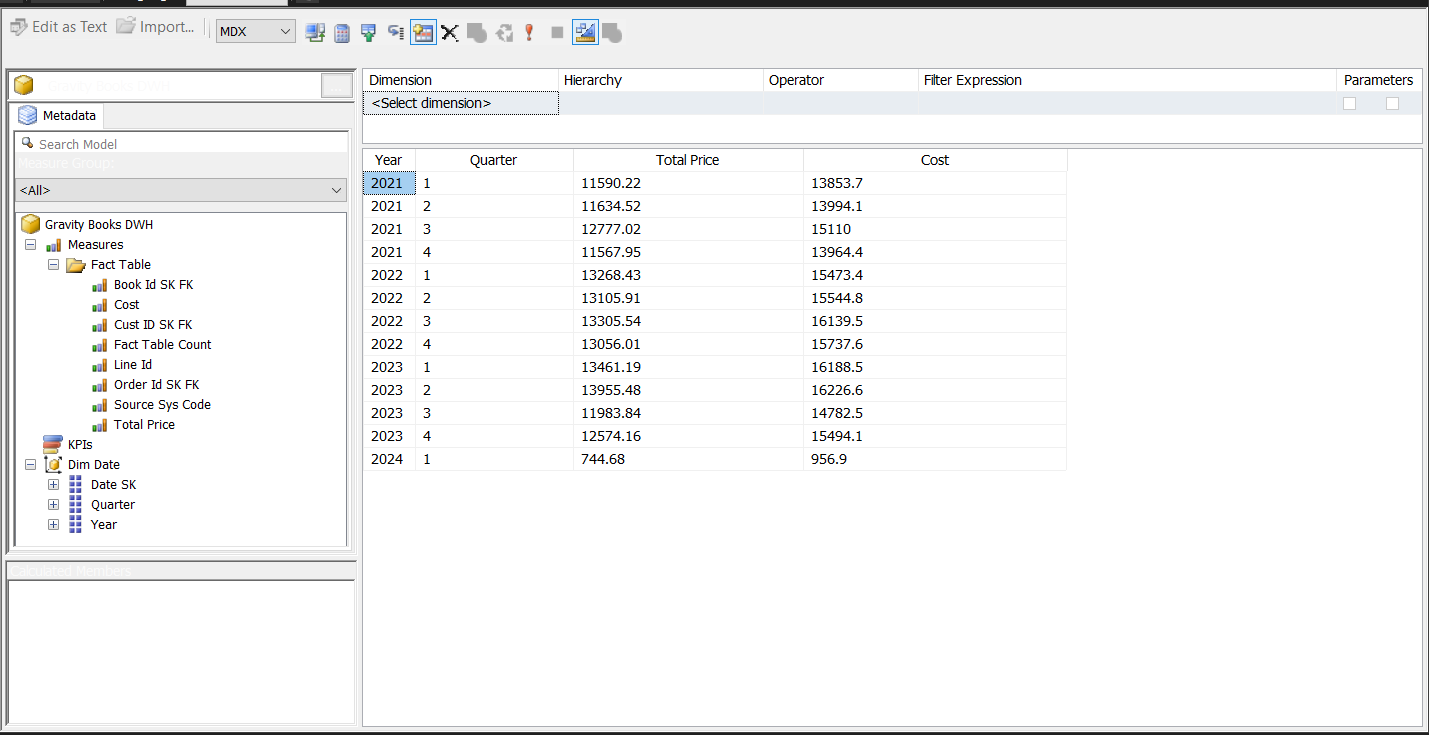 Edit as Text Import... MDX
Dimension Hierarchy Operator Filter Expression Parameters
<Select dimension>
Metadata
Search Model
Measure Group:
<All>
Gravity Books DWH
Measures
Fact Table
Book Id SK FK
Cost
Cust ID SK FK
Fact Table Count
Line Id
Order Id SK FK
Source Sys Code
Total Price
KPIs
Dim Date
Date SK
Quarter
Year
Calculated Members
Year Quarter Total Price Cost
2021 1 11590.22 13853.7
2021 2 11634.52 13994.1
2021 3 12777.02 15110
2021 4 11567.95 13964.4
2022 1 13268.43 15473.4
2022 2 13105.91 15544.8
2022 3 13305.54 16139.5
2022 4 13056.01 15737.6
2023 1 13461.19 16188.5
2023 2 13955.48 16226.6
2023 3 11983.84 14782.5
2023 4 12574.16 15494.1
2024 1 744.68 956.9